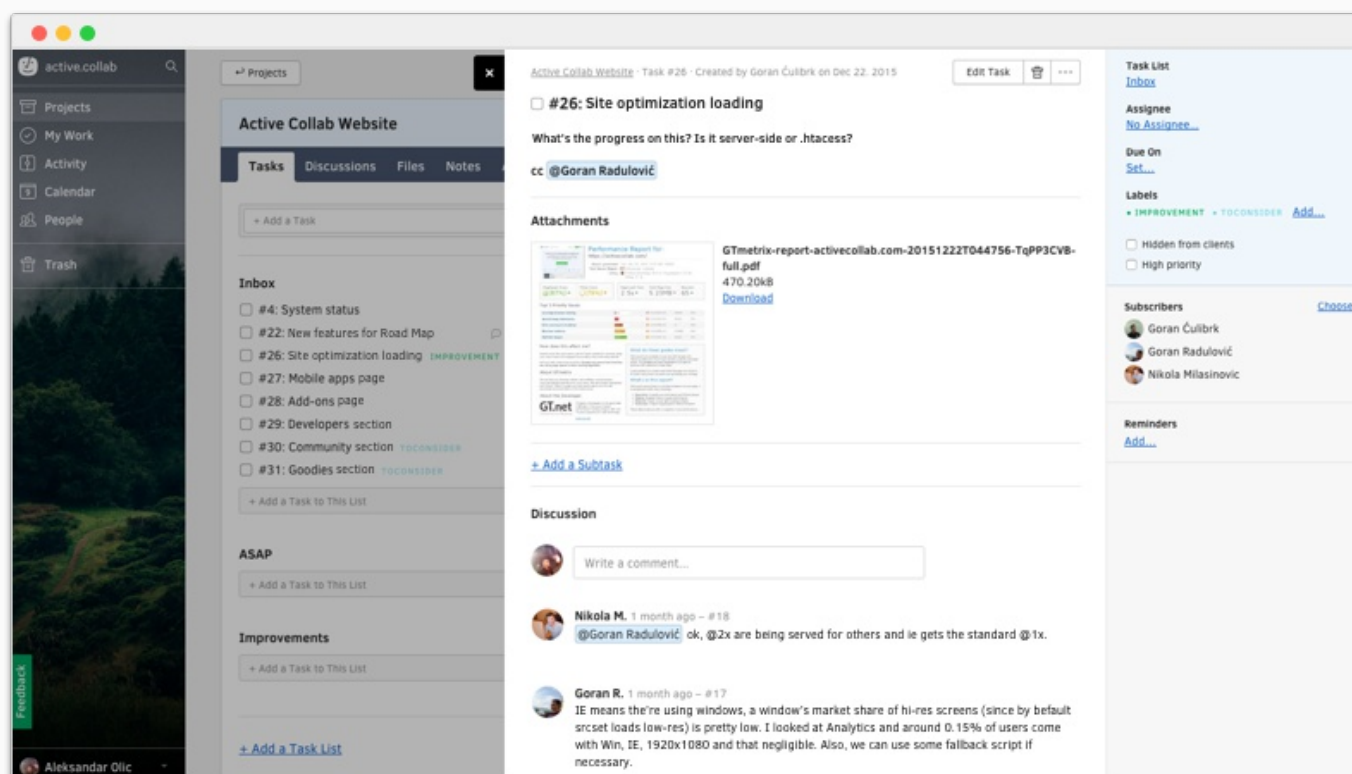 active.collab
Projects
My Work
Activity
Calendar
People
Trash
Feedback
Aleksandar Olic
Projects
Active Collab Website
Tasks Discussions Files Notes
+ Add a Task
Inbox
#4: System status
#22: New features for Road Map
#26: Site optimization loading IMPROVEMENT
#27: Mobile apps page
#28: Add-ons page
#29: Developers section
#30: Community section TOCONSIDER
#31: Goodies section TOCONSIDER
+ Add a Task to This List
ASAP
+ Add a Task to This List
Improvements
+ Add a Task to This List
+ Add a Task List
Active Collab Website · Task #26 · Created by Goran Ćulibrk on Dec 22. 2015
Edit Task
#26: Site optimization loading
What's the progress on this? Is it server-side or .htacess?
cc @Goran Radulović
Attachments
Performance Report for:
GT.net
GTmetrix-report-activecollab.com-20151222T044756-TqPP3CVB-
full.pdf
470.20kB
Download
+ Add a Subtask
Discussion
Write a comment...
Nikola M. 1 month ago – #18
@Goran Radulović ok, @2x are being served for others and ie gets the standard @1x.
Goran R. 1 month ago – #17
IE means the're using windows, a window's market share of hi-res screens (since by befault
srcset loads low-res) is pretty low. I looked at Analytics and around 0.15% of users come
with Win, IE, 1920x1080 and that negligible. Also, we can use some fallback script if
necessary.
Task List
Inbox
Assignee
No Assignee...
Due On
Set...
Labels
• IMPROVEMENT • TOCONSIDER Add...
Hidden from clients
High priority
Subscribers Choose
Goran Ćulibrk
Goran Radulović
Nikola Milasinovic
Reminders
Add...